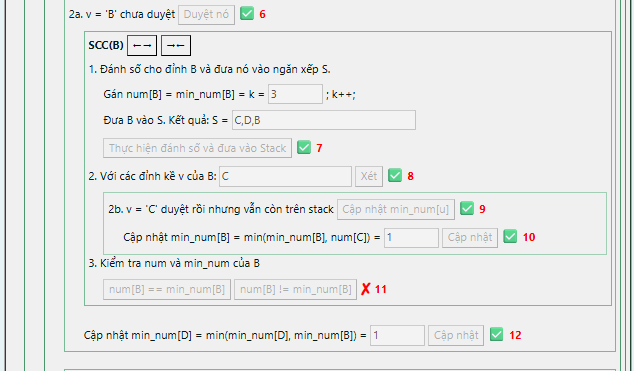 2a. v = 'B' chưa duyệt Duyệt nó ✅ 6
SCC(B) ←→ →←
1. Đánh số cho đỉnh B và đưa nó vào ngăn xếp S.
Gán num[B] = min_num[B] = k = 3 ; k++;
Đưa B vào S. Kết quả: S = C,D,B
Thực hiện đánh số và đưa vào Stack ✅ 7
2. Với các đỉnh kề v của B: C Xét ✅ 8
2b. v = 'C' duyệt rồi nhưng vẫn còn trên stack Cập nhật min_num[u] ✅ 9
Cập nhật min_num[B] = min(min_num[B], num[C]) = 1 Cập nhật ✅ 10
3. Kiểm tra num và min_num của B
num[B] == min_num[B] num[B] != min_num[B] ✘ 11
Cập nhật min_num[D] = min(min_num[D], min_num[B]) = 1 Cập nhật ✅ 12